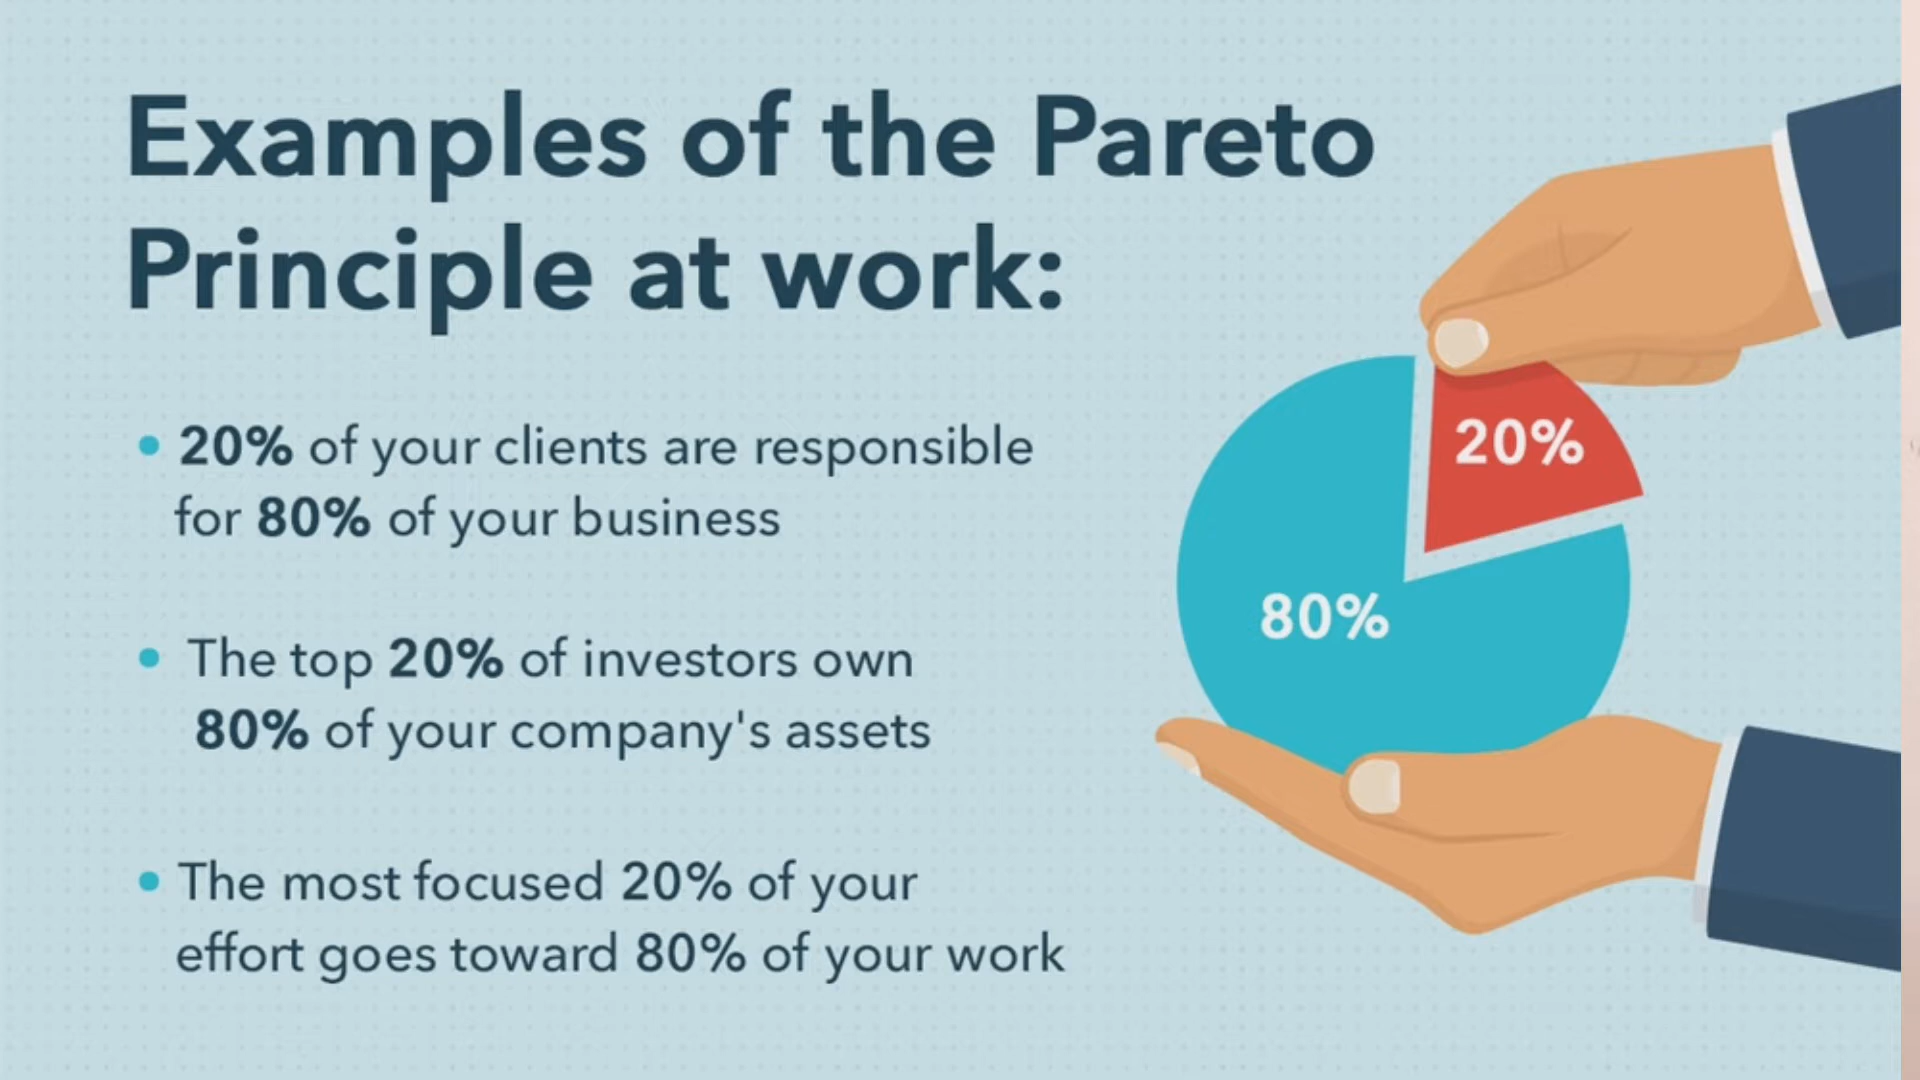 Examples of the Pareto
Principle at work:
• 20% of your clients are responsible
for 80% of your business
• The top 20% of investors own
80% of your company's assets
• The most focused 20% of your
effort goes toward 80% of your work
20%
80%